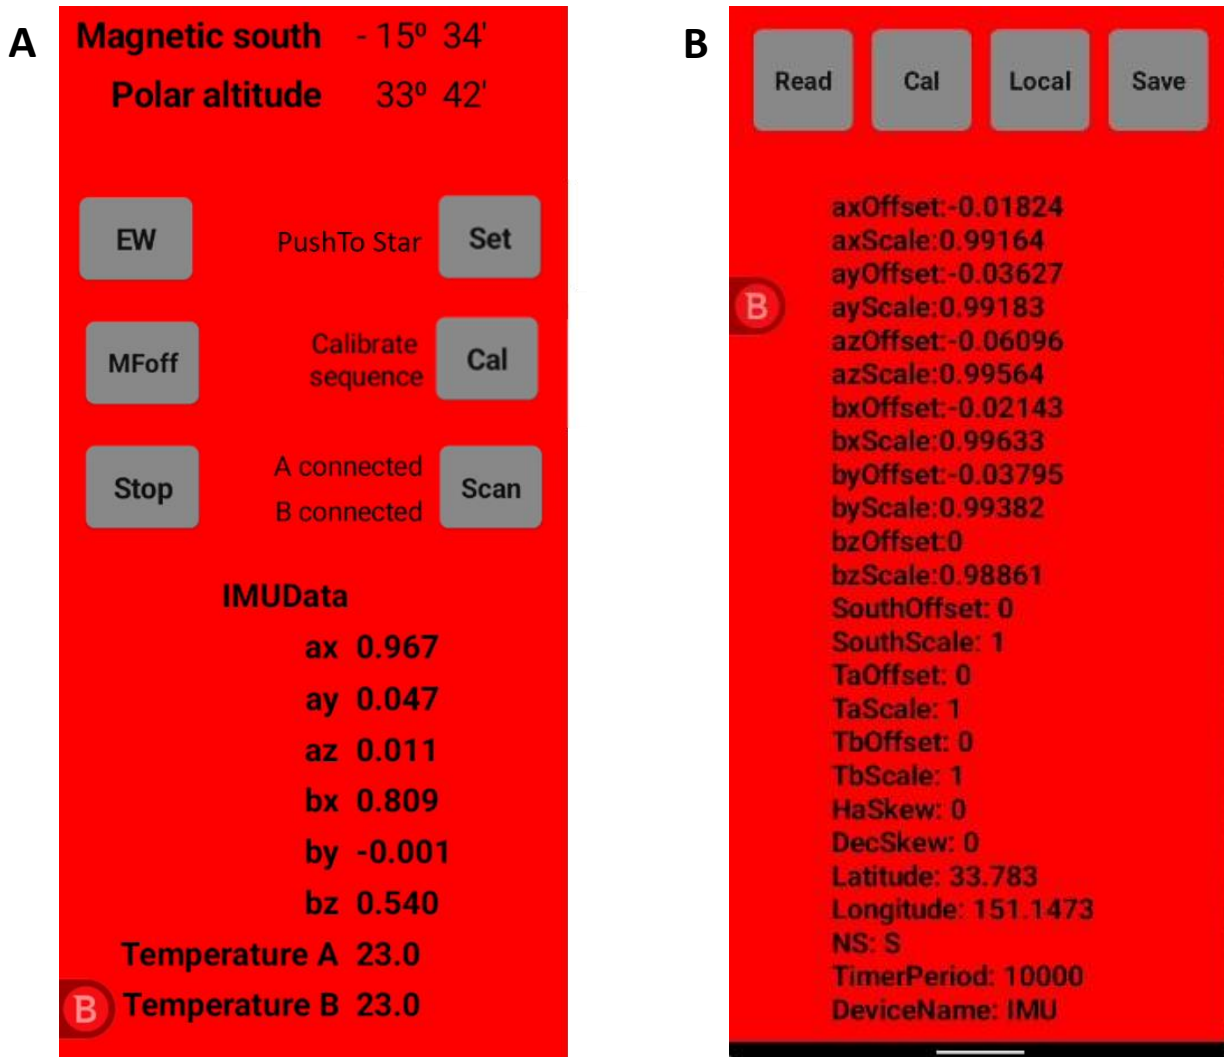 A
Magnetic south - 15º 34'
Polar altitude 33º 42'
EW PushTo Star Set
MFoff Calibrate sequence Cal
Stop A connected
B connected Scan
IMUData
ax 0.967
ay 0.047
az 0.011
bx 0.809
by -0.001
bz 0.540
Temperature A 23.0
B Temperature B 23.0
B
Read Cal Local Save
axOffset:-0.01824
axScale:0.99164
ayOffset:-0.03627
B
ayScale:0.99183
azOffset:-0.06096
azScale:0.99564
bxOffset:-0.02143
bxScale:0.99633
byOffset:-0.03795
byScale:0.99382
bzOffset:0
bzScale:0.98861
SouthOffset: 0
SouthScale: 1
TaOffset: 0
TaScale: 1
TbOffset: 0
TbScale: 1
HaSkew: 0
DecSkew: 0
Latitude: 33.783
Longitude: 151.1473
NS: S
TimerPeriod: 10000
DeviceName: IMU